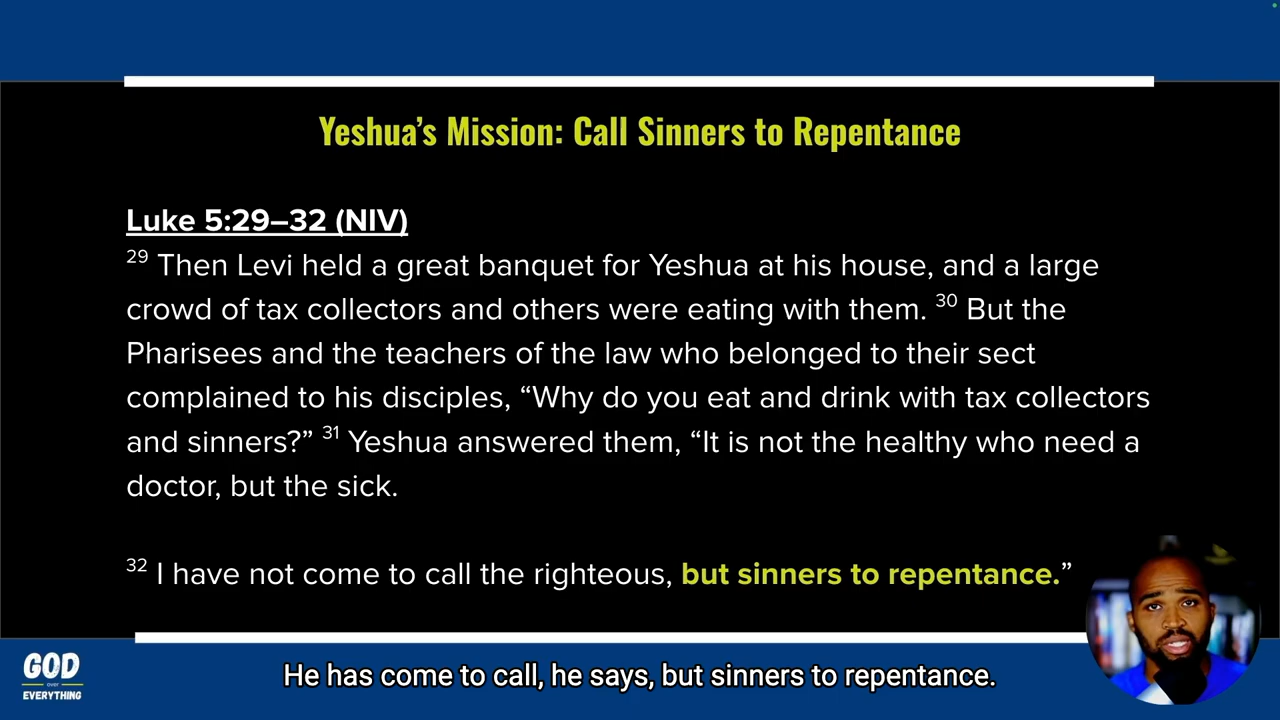 Yeshua’s Mission: Call Sinners to Repentance
Luke 5:29–32 (NIV)
29 Then Levi held a great banquet for Yeshua at his house, and a large
crowd of tax collectors and others were eating with them. 30 But the
Pharisees and the teachers of the law who belonged to their sect
complained to his disciples, “Why do you eat and drink with tax collectors
and sinners?” 31 Yeshua answered them, “It is not the healthy who need a
doctor, but the sick.
32 I have not come to call the righteous, but sinners to repentance.”
GOD
OVER
EVERYTHING
He has come to call, he says, but sinners to repentance.